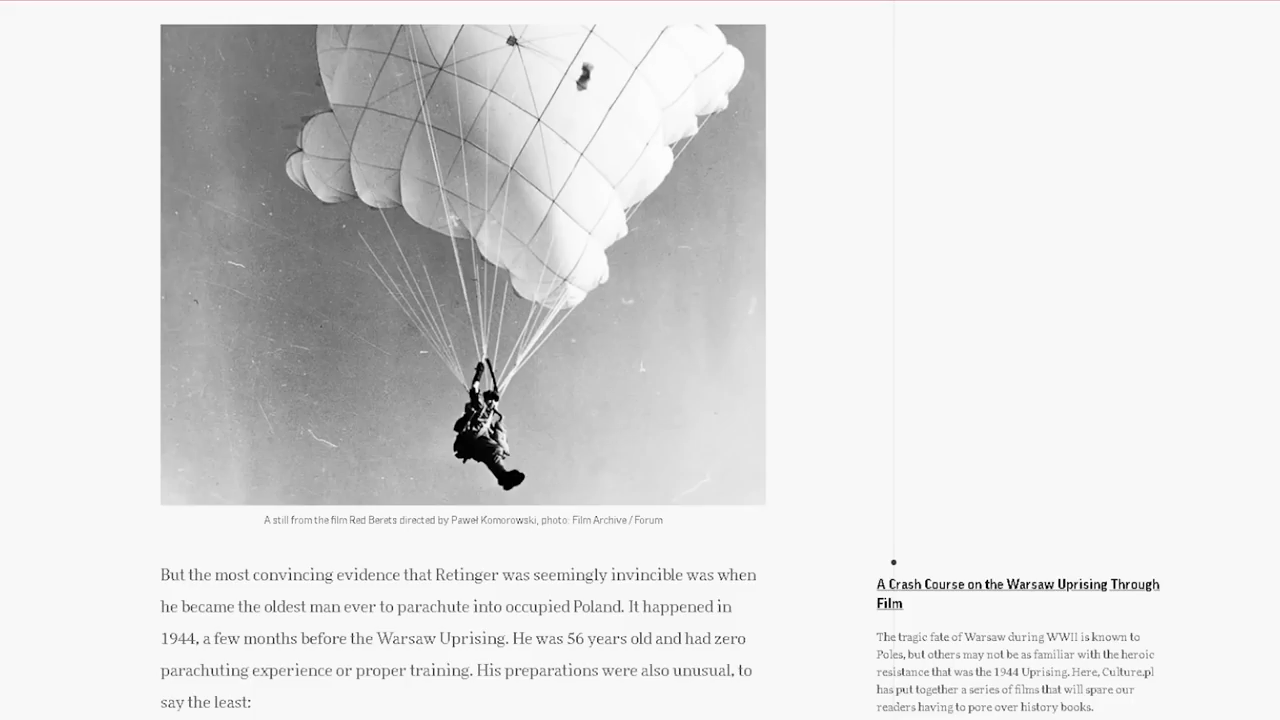 A still from the film Red Berets directed by Paweł Komorowski, photo: Film Archive / Forum
But the most convincing evidence that Retinger was seemingly invincible was when
he became the oldest man ever to parachute into occupied Poland. It happened in
1944, a few months before the Warsaw Uprising. He was 56 years old and had zero
parachuting experience or proper training. His preparations were also unusual, to
say the least:
A Crash Course on the Warsaw Uprising Through
Film
The tragic fate of Warsaw during WWII is known to
Poles, but others may not be as familiar with the heroic
resistance that was the 1944 Uprising. Here, Culture.pl
has put together a series of films that will spare our
readers having to pore over history books.